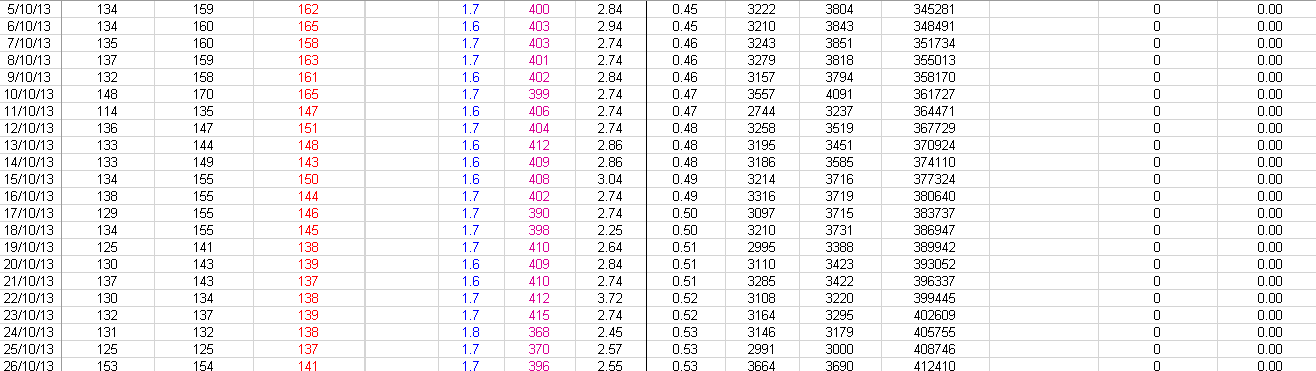 5/10/13 134 159 162 1.7 400 2.84 0.45 3222 3804 345281 0 0.00
6/10/13 134 160 165 1.6 403 2.94 0.45 3210 3843 348491 0 0.00
7/10/13 135 160 158 1.7 403 2.74 0.46 3243 3851 351734 0 0.00
8/10/13 137 159 163 1.7 401 2.74 0.46 3279 3818 355013 0 0.00
9/10/13 132 158 161 1.6 402 2.84 0.46 3157 3794 358170 0 0.00
10/10/13 148 170 165 1.7 399 2.74 0.47 3557 4091 361727 0 0.00
11/10/13 114 135 147 1.6 406 2.74 0.47 2744 3237 364471 0 0.00
12/10/13 136 147 151 1.7 404 2.74 0.48 3258 3519 367729 0 0.00
13/10/13 133 144 148 1.6 412 2.86 0.48 3195 3451 370924 0 0.00
14/10/13 133 149 143 1.6 409 2.86 0.48 3186 3585 374110 0 0.00
15/10/13 134 155 150 1.6 408 3.04 0.49 3214 3716 377324 0 0.00
16/10/13 138 155 144 1.7 402 2.74 0.49 3316 3719 380640 0 0.00
17/10/13 129 155 146 1.7 390 2.74 0.50 3097 3715 383737 0 0.00
18/10/13 134 155 145 1.7 398 2.25 0.50 3210 3731 386947 0 0.00
19/10/13 125 141 138 1.7 410 2.64 0.51 2995 3388 389942 0 0.00
20/10/13 130 143 139 1.6 409 2.84 0.51 3110 3423 393052 0 0.00
21/10/13 137 143 137 1.6 410 2.74 0.51 3285 3422 396337 0 0.00
22/10/13 130 134 138 1.7 412 3.72 0.52 3108 3220 399445 0 0.00
23/10/13 132 137 139 1.7 415 2.74 0.52 3164 3295 402609 0 0.00
24/10/13 131 132 138 1.8 368 2.45 0.53 3146 3179 405755 0 0.00
25/10/13 125 125 137 1.7 370 2.57 0.53 2991 3000 408746 0 0.00
26/10/13 153 154 141 1.7 396 2.55 0.53 3664 3690 412410 0 0.00